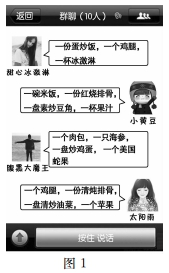 返回
群聊（10人）
一份蛋炒饭，一个鸡腿，
一杯冰激淋
甜心冰激淋
一碗米饭，一份红烧排骨，
一盘素炒豆角，一杯果汁
小黄豆
一个肉包，一只海参，
一盘炒鸡蛋，一个美国
蛇果
腹黑大魔王
一个鸡腿，一份清炖排骨，
一盘清炒油菜，一个苹果
太阳雨
按住 说话
图 1